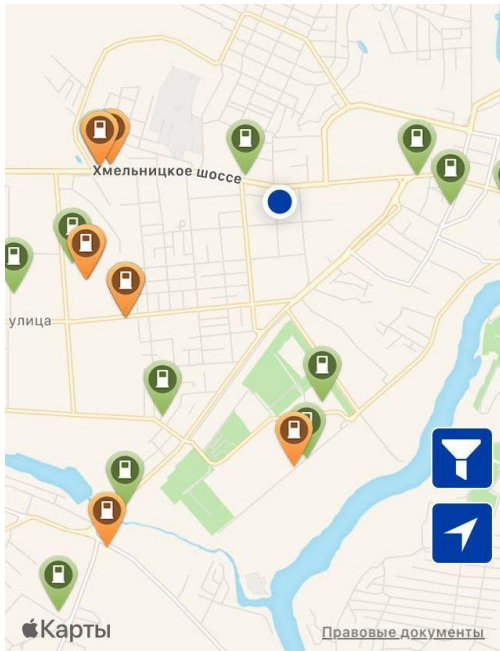 Хмельницкое шоссе
улица
Карты
Правовые документы